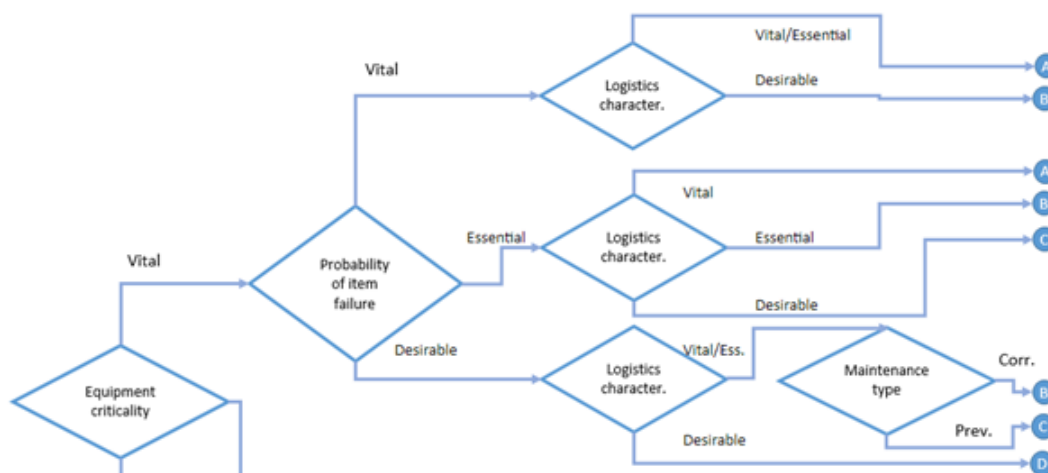 Vital/Essential
A
Vital
Logistics
character.
Desirable
B
A
Vital
B
Essential
Logistics
character.
Essential
C
Vital
Probability
of item
failure
Desirable
Desirable
Vital/Ess.
Logistics
character.
Maintenance
type
Corr.
Equipment
criticality
B
Prev.
C
Desirable
D